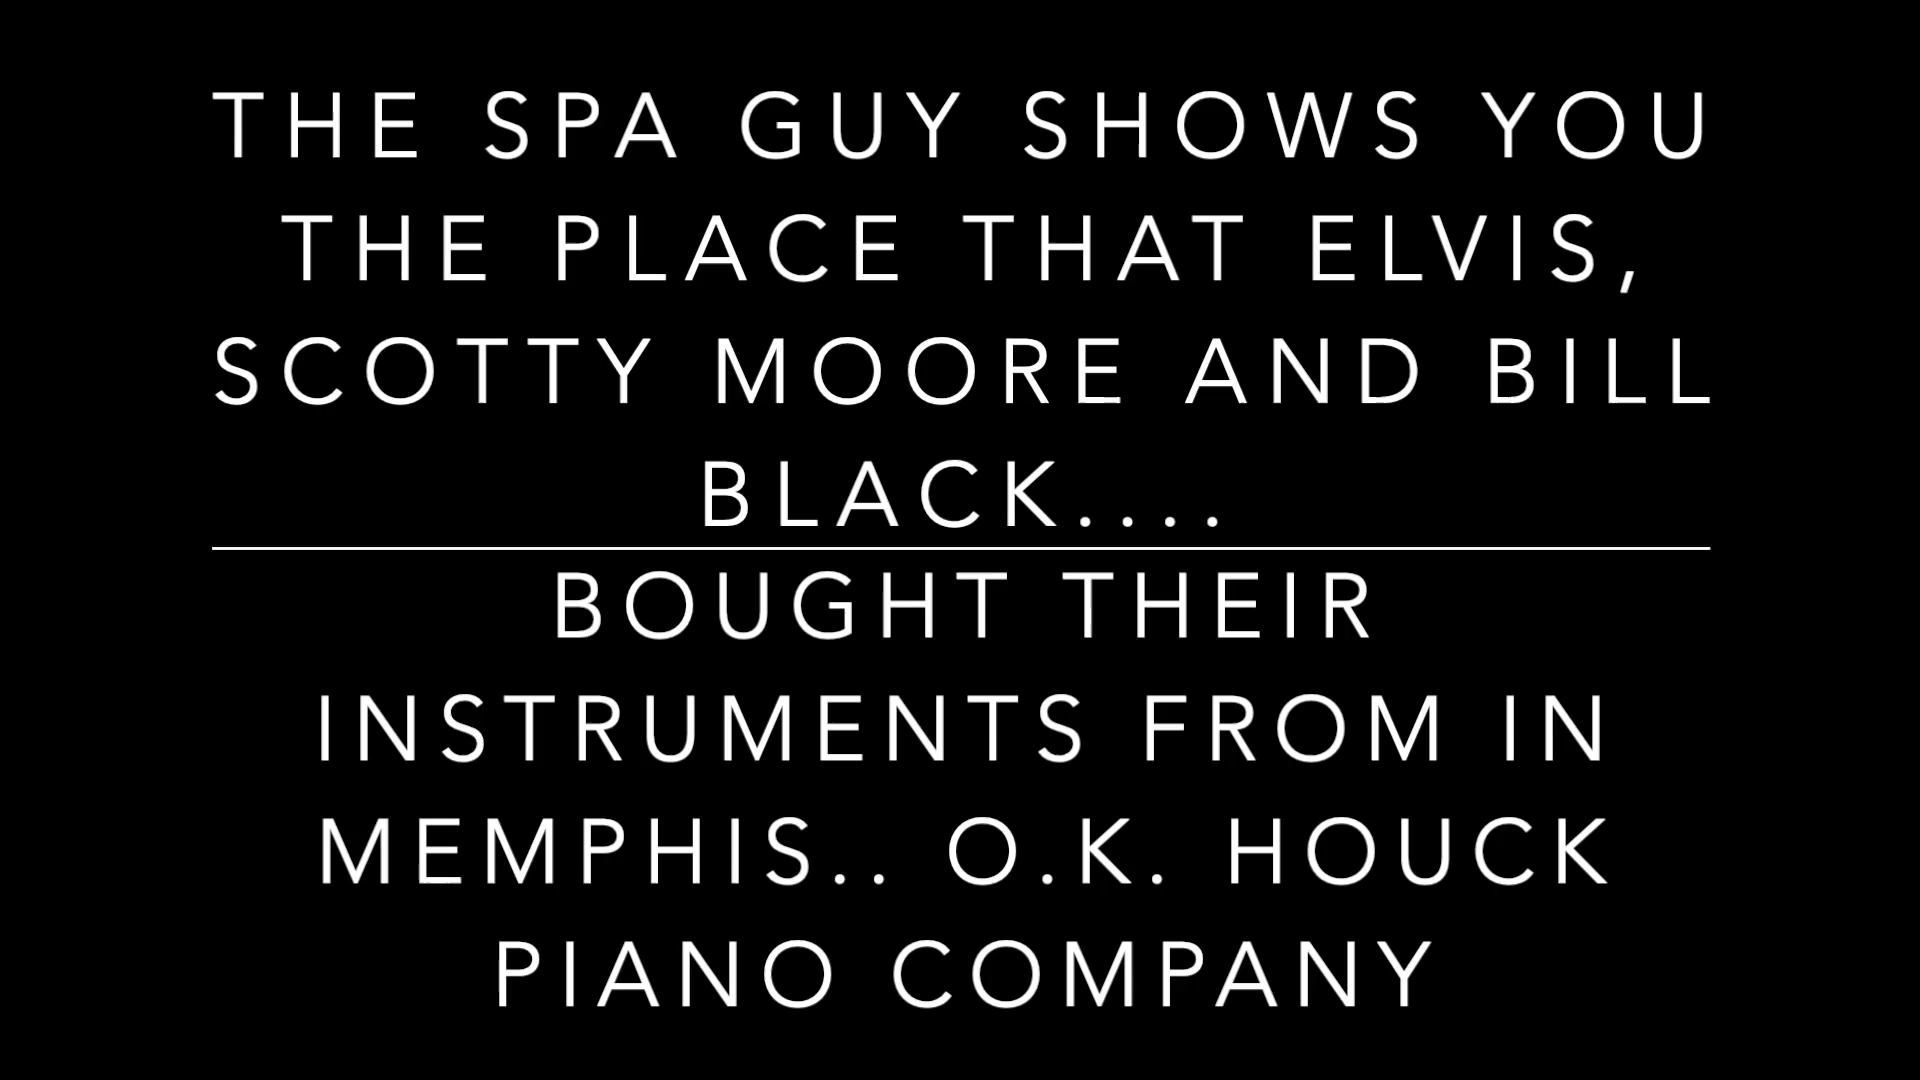 THE SPA GUY SHOWS YOU
THE PLACE THAT ELVIS,
SCOTTY MOORE AND BILL
BLACK....
BOUGHT THEIR
INSTRUMENTS FROM IN
MEMPHIS.. O.K. HOUCK
PIANO COMPANY